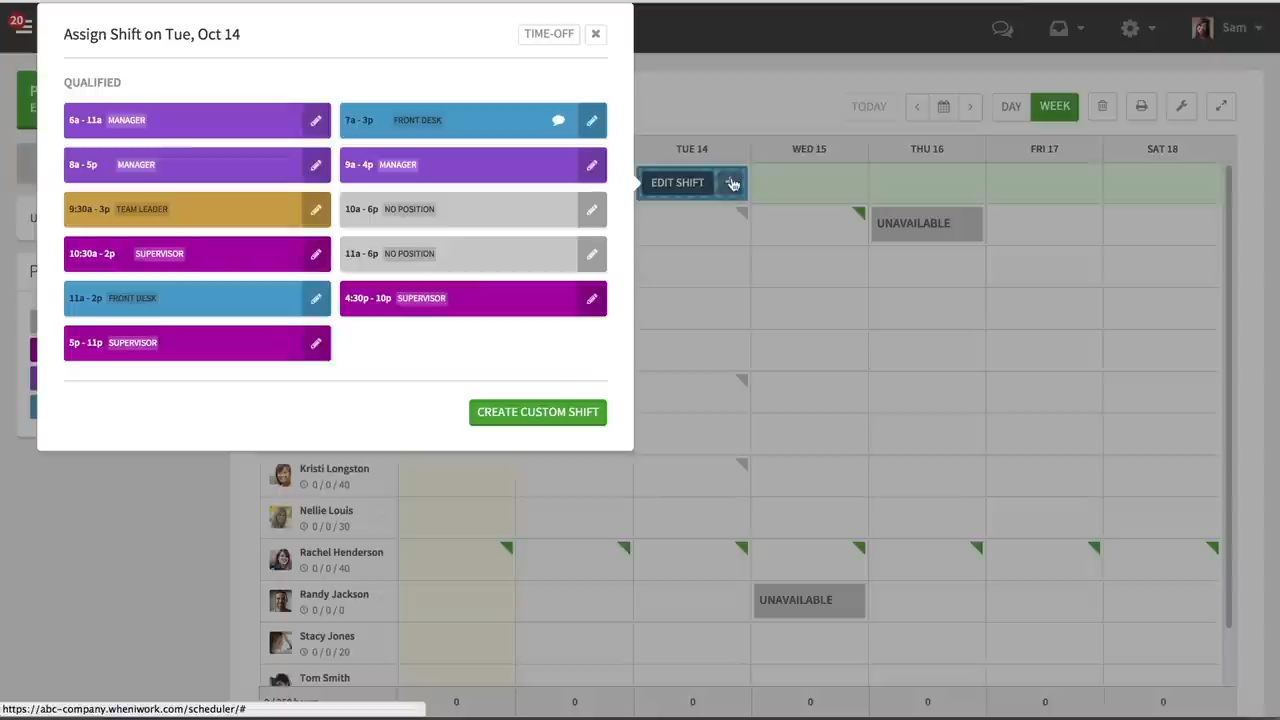 20
Assign Shift on Tue, Oct 14
TIME-OFF
QUALIFIED
6a - 11a MANAGER
7a - 3p FRONT DESK
8a - 5p MANAGER
9a - 4p MANAGER
9:30a - 3p TEAM LEADER
10a - 6p NO POSITION
10:30a - 2p SUPERVISOR
11a - 6p NO POSITION
11a - 2p FRONT DESK
4:30p - 10p SUPERVISOR
5p - 11p SUPERVISOR
CREATE CUSTOM SHIFT
Sam
TODAY
DAY
WEEK
TUE 14
WED 15
THU 16
FRI 17
SAT 18
EDIT SHIFT
UNAVAILABLE
Kristi Longston
0 / 0 / 40
Nellie Louis
0 / 0 / 30
Rachel Henderson
0 / 0 / 40
Randy Jackson
0 / 0 / 0
UNAVAILABLE
Stacy Jones
0 / 0 / 20
Tom Smith
0 0 0 0 0 0 0
https://abc-company.wheniwork.com/scheduler/#